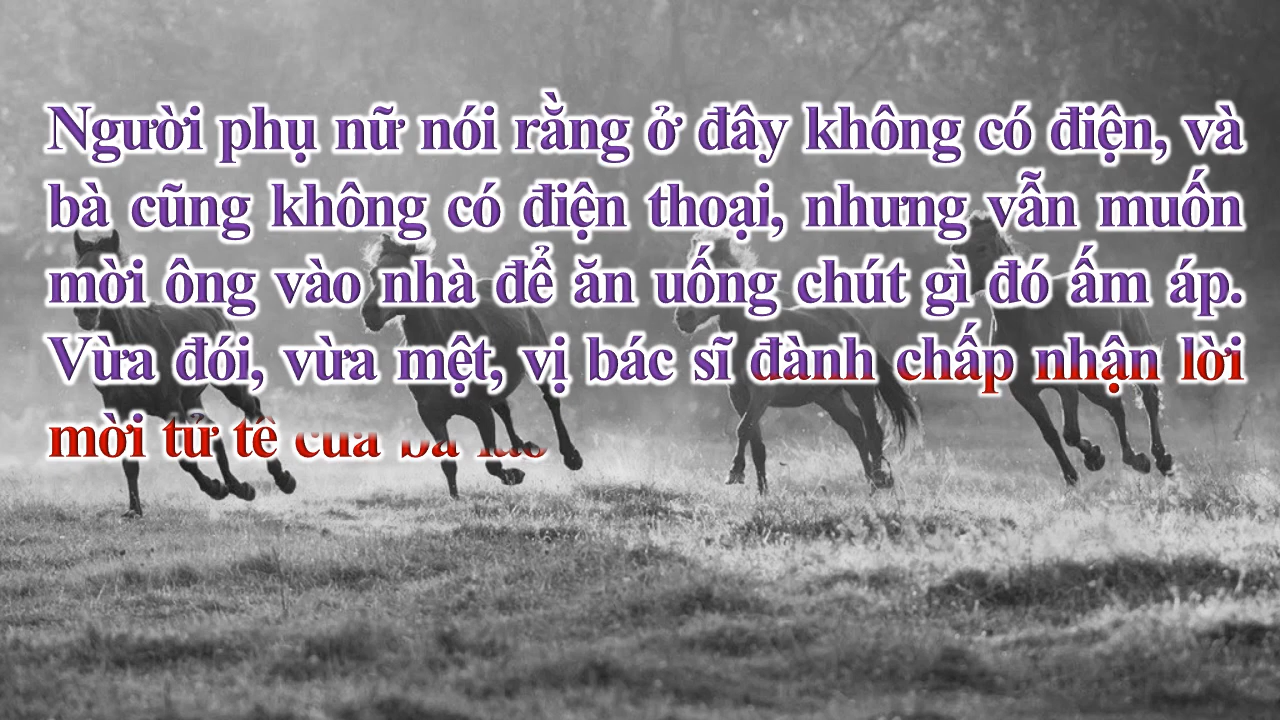 Người phụ nữ nói rằng ở đây không có điện, và
bà cũng không có điện thoại, nhưng vẫn muốn
mời ông vào nhà để ăn uống chút gì đó ấm áp.
Vừa đói, vừa mệt, vị bác sĩ đành chấp nhận lời
mời tử tế của bà